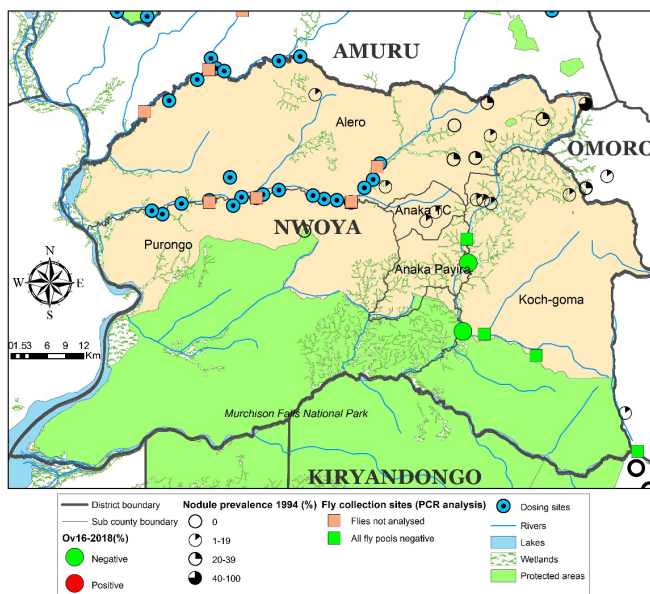 AMURU
Alero
OMORO
Anaka TC
NWOYA
Purongo
Anaka Payira
Koch-goma
N
W E
S
01.53 6 9 12
Km
Murchison Falls National Park
KIRYANDONGO
District boundary
Sub county boundary
Ov16-2018(%)
Negative
Positive
Nodule prevalence 1994 (%)
0
1-19
20-39
40-100
Fly collection sites (PCR analysis)
Flies not analysed
All fly pools negative
Dosing sites
Rivers
Lakes
Wetlands
Protected areas